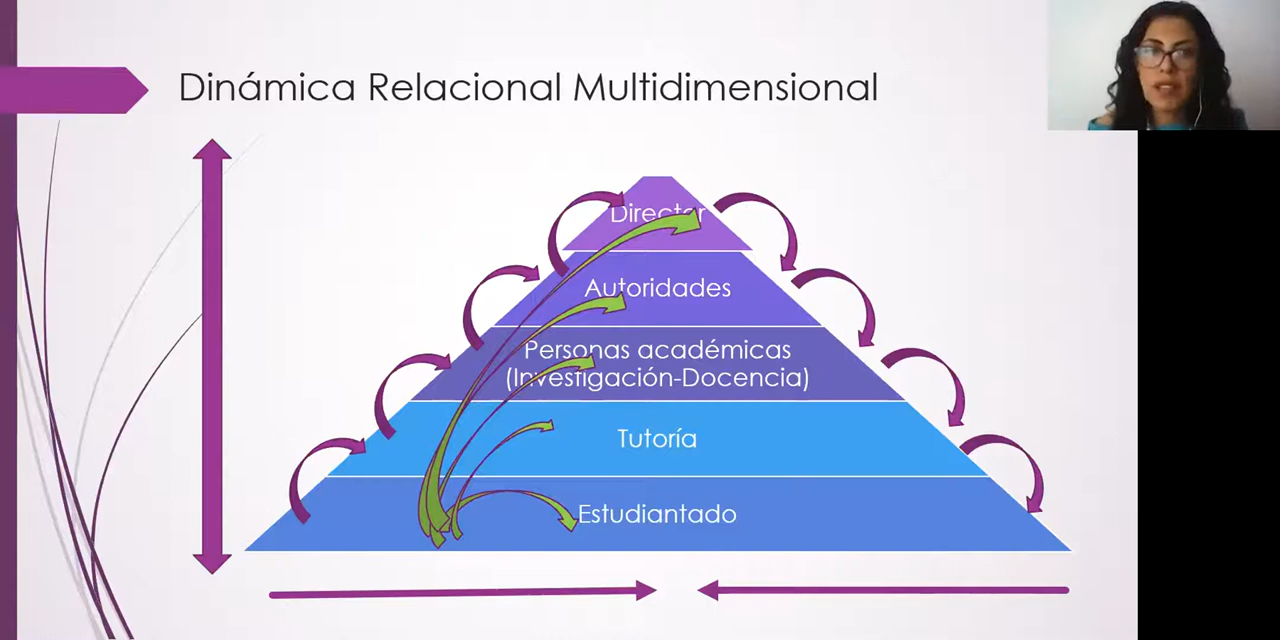 Dinámica Relacional Multidimensional
Director
Autoridades
Personas académicas
(Investigación-Docencia)
Tutoría
Estudiantado